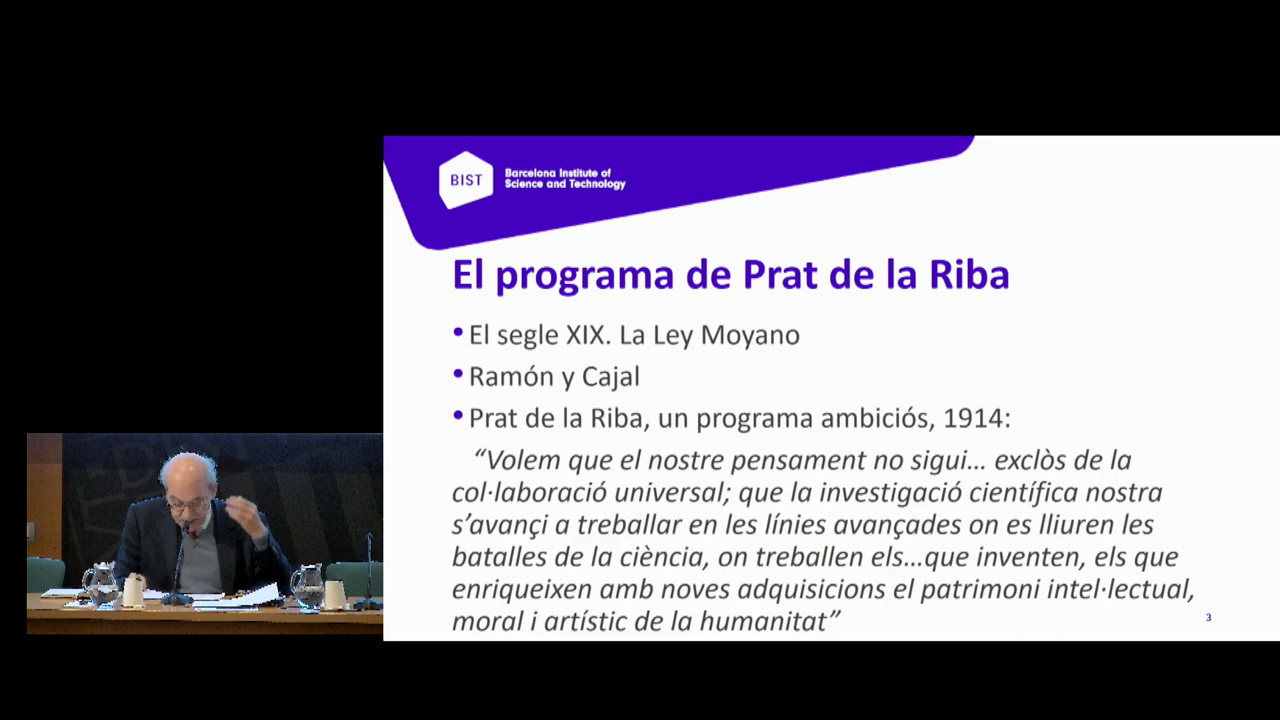 BIST
Barcelona Institute of
Science and Technology
El programa de Prat de la Riba
• El segle XIX. La Ley Moyano
• Ramón y Cajal
• Prat de la Riba, un programa ambiciós, 1914:
“Volem que el nostre pensament no sigui... exclòs de la
col·laboració universal; que la investigació científica nostra
s’avançi a treballar en les línies avançades on es lliuren les
batalles de la ciència, on treballen els...que inventen, els que
enriqueixen amb noves adquisicions el patrimoni intel·lectual,
moral i artístic de la humanitat”
3